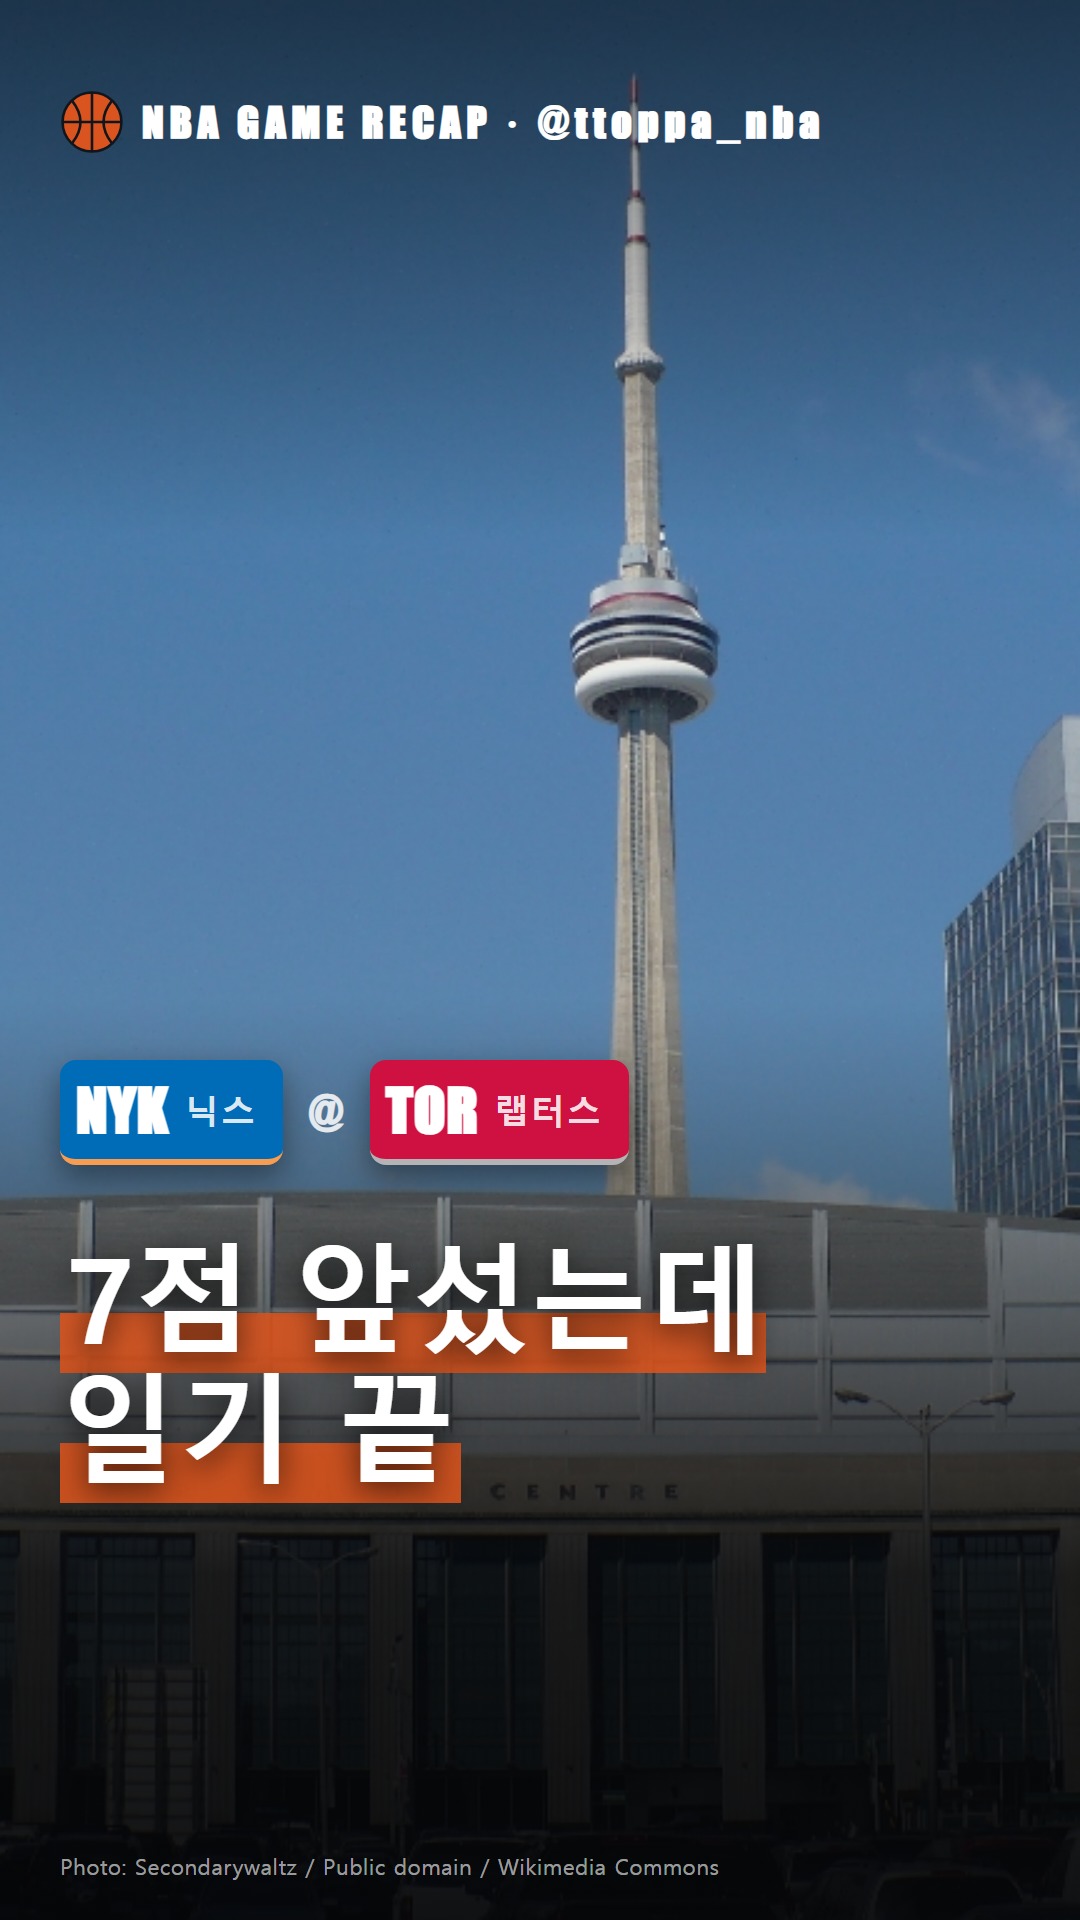 NBA GAME RECAP · @ttoppa_nba
NYK 닉스 @ TOR 랩터스
7점 앞섰는데
일기 끝
CENTRE
Photo: Secondarywaltz / Public domain / Wikimedia Commons